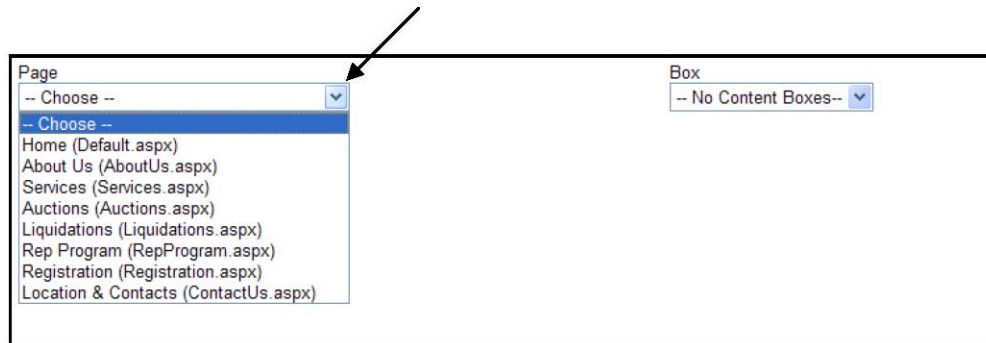 Page
-- Choose --
-- Choose --
Home (Default.aspx)
About Us (AboutUs.aspx)
Services (Services.aspx)
Auctions (Auctions.aspx)
Liquidations (Liquidations.aspx)
Rep Program (RepProgram.aspx)
Registration (Registration.aspx)
Location & Contacts (ContactUs.aspx)
Box
-- No Content Boxes--